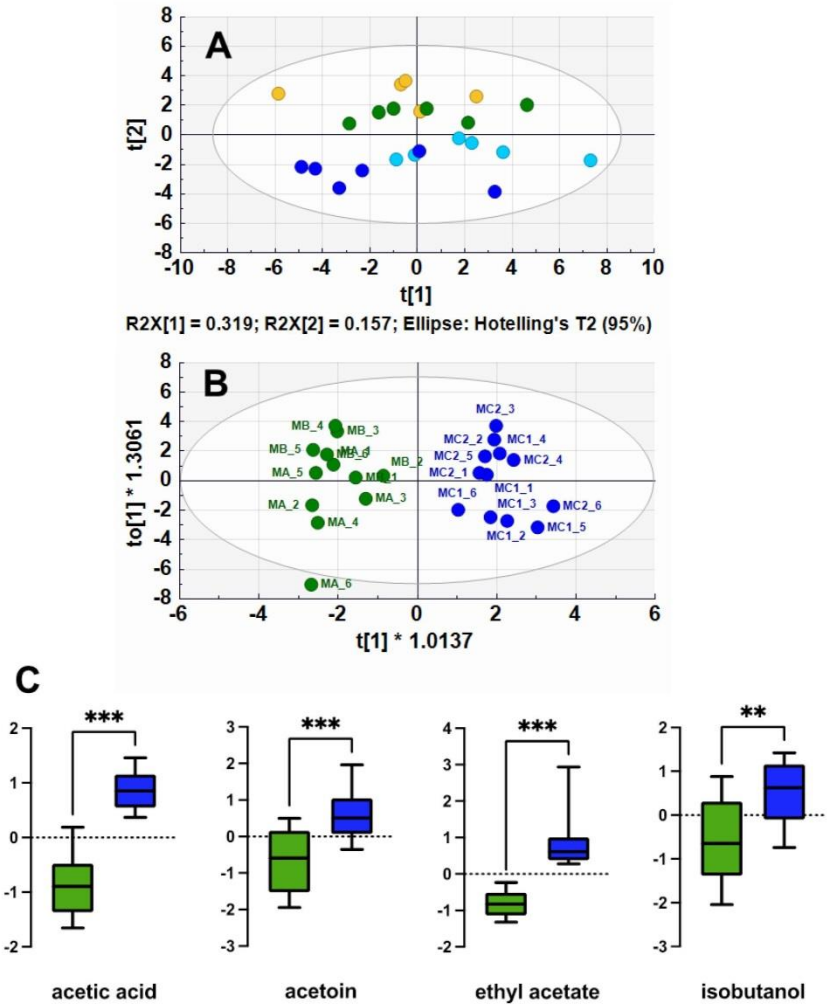 A
8
6
4
2
0
-2
-4
-6
-8
t[2]
-10 -8 -6 -4 -2 0 2 4 6 8 10
t[1]
R2X[1] = 0.319; R2X[2] = 0.157; Ellipse: Hotelling's T2 (95%)
B
8
6
4
2
0
-2
-4
-6
-8
to[1] * 1.3061
MC2_3
MB_4
MB_3
MC2_2
MC1_4
MB_5
MC2_5
MC2_4
MB_2
MA_5
MC2_1
MC1_1
MA_3
MC1_6
MC1_3
MC2_6
MA_2
MA_4
MC1_2
MC1_5
MA_6
-6 -4 -2 0 2 4 6
t[1] * 1.0137
C
*** *** *** **
2
1
0
-1
-2
acetic acid
3
2
1
0
-1
-2
-3
acetoin
4
3
2
1
0
-1
-2
ethyl acetate
2
1
0
-1
-2
-3
isobutanol